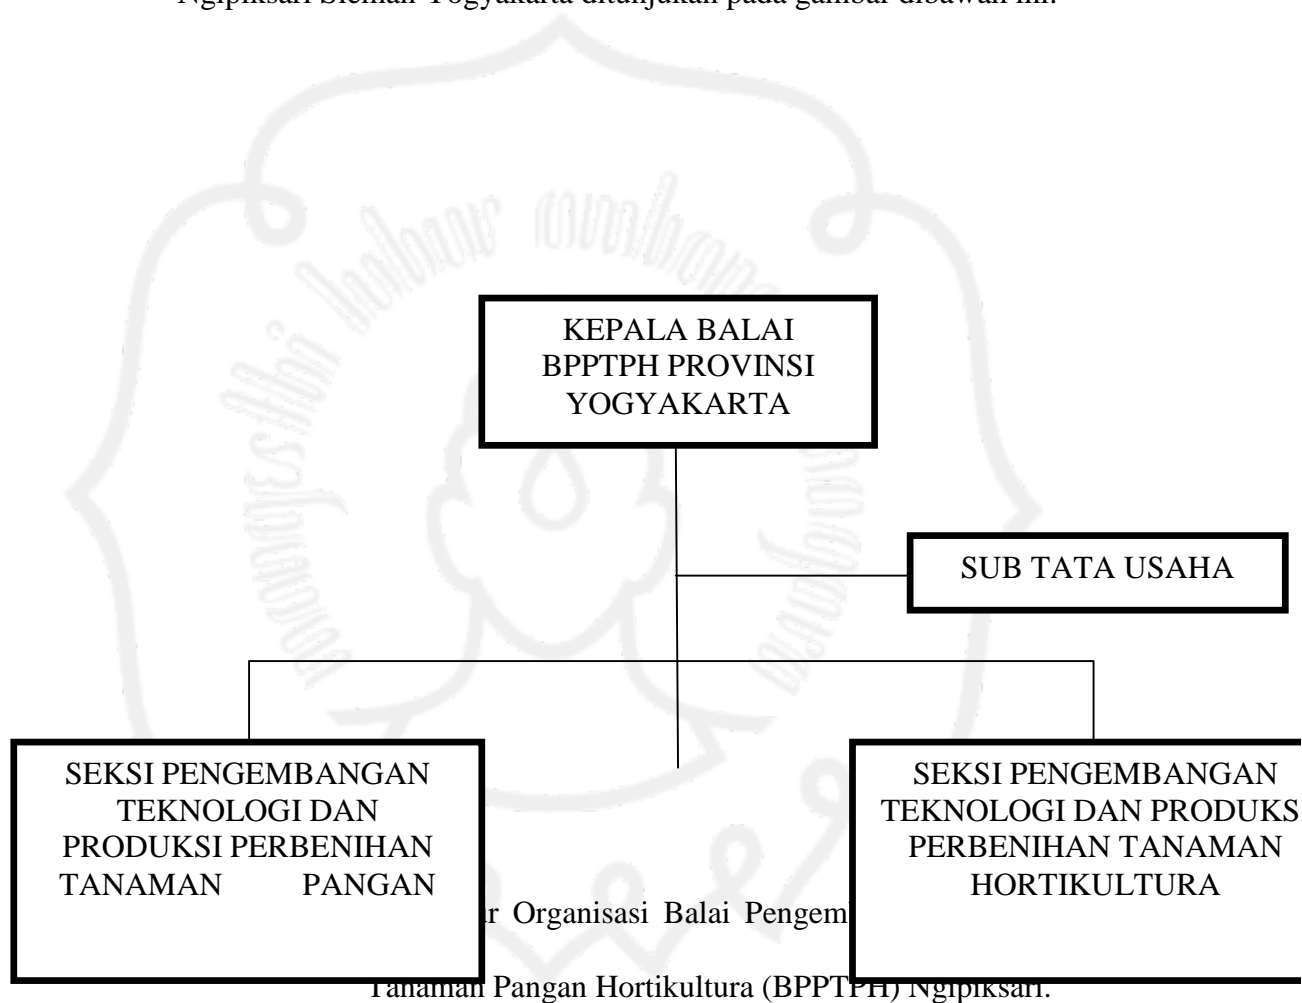 Ngipiksari Sleman Yogyakarta ditunjukan pada gambar dibawah ini:
KEPALA BALAI
BPPTPH PROVINSI
YOGYAKARTA
SUB TATA USAHA
SEKSI PENGEMBANGAN
TEKNOLOGI DAN
PRODUKSI PERBENIHAN
TANAMAN PANGAN
SEKSI PENGEMBANGAN
TEKNOLOGI DAN PRODUKS
PERBENIHAN TANAMAN
HORTIKULTURA
r Organisasi Balai Pengem
Tanaman Pangan Hortikultura (BPPTPH) Ngipiksari.